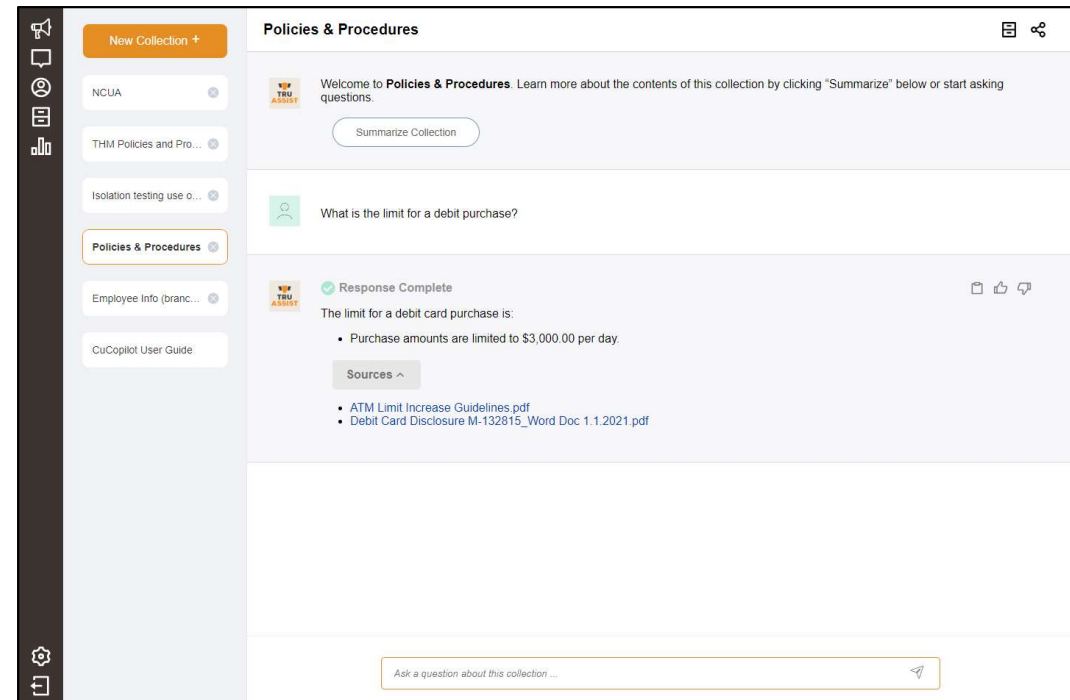 New Collection +
NCUA
THM Policies and Pro...
Isolation testing use o...
Policies & Procedures
Employee Info (branc...
CuCopilot User Guide
Policies & Procedures
TRU
ASSIST
Welcome to Policies & Procedures. Learn more about the contents of this collection by clicking “Summarize” below or start asking
questions.
Summarize Collection
What is the limit for a debit purchase?
TRU
ASSIST
Response Complete
The limit for a debit card purchase is:
• Purchase amounts are limited to $3,000.00 per day.
Sources
• ATM Limit Increase Guidelines.pdf
• Debit Card Disclosure M-132815_Word Doc 1.1.2021.pdf
Ask a question about this collection ...